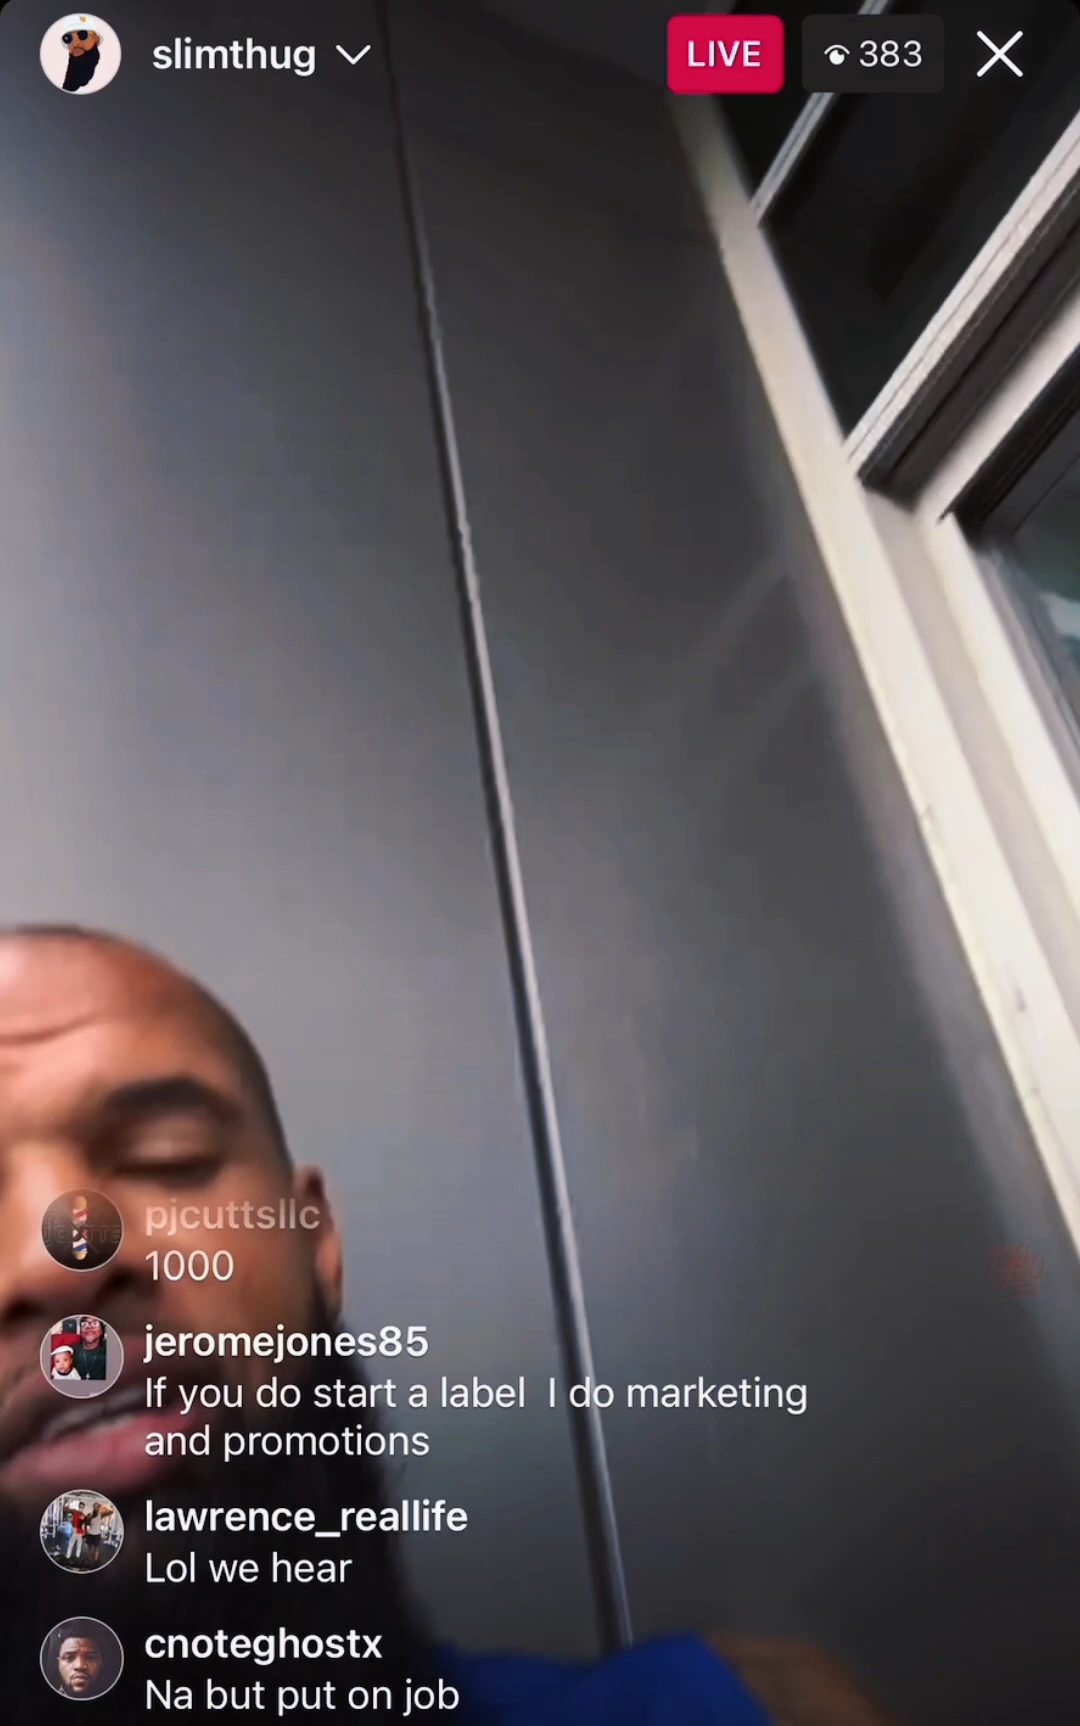 slimthug
LIVE
383
pjcuttsllc
1000
jeromejones85
If you do start a label I do marketing
and promotions
lawrence_reallife
Lol we hear
cnoteghostx
Na but put on job